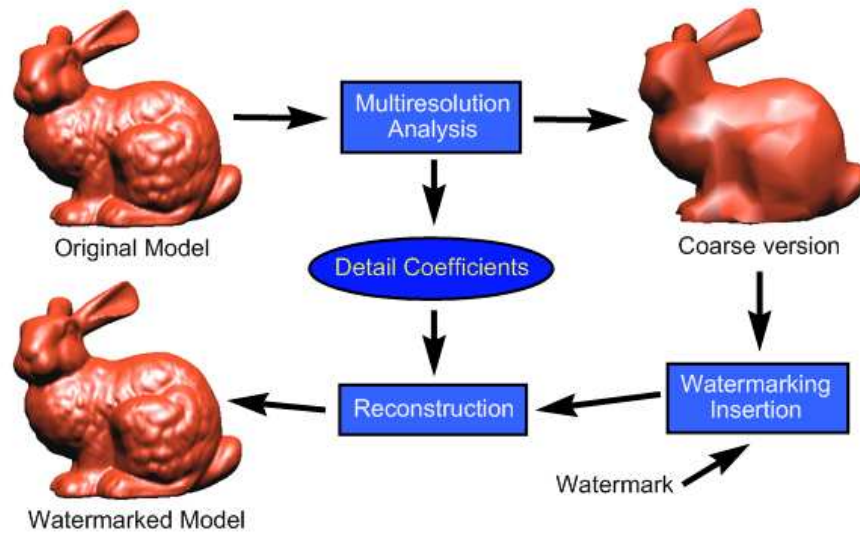 Multiresolution
Analysis
Original Model
Coarse version
Detail Coefficients
Reconstruction
Watermarking
Insertion
Watermark
Watermarked Model